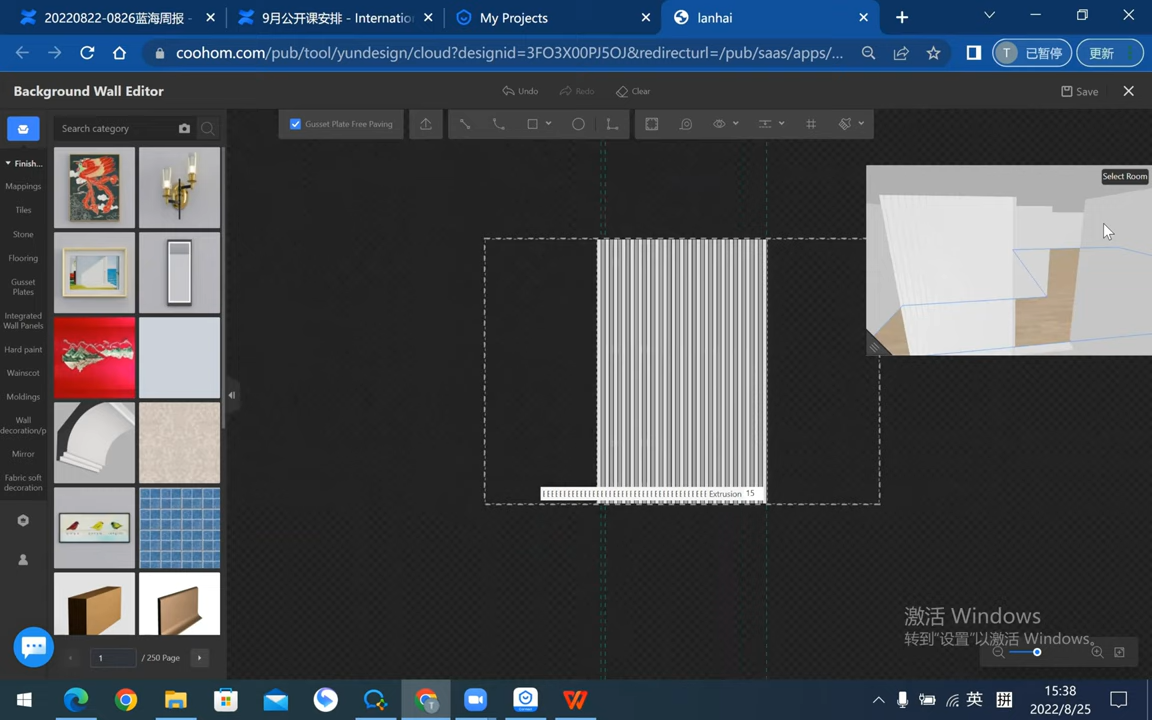 20220822-0826蓝海周报
9月公开课安排 - Internatio
My Projects
lanhai
coohom.com/pub/tool/yundesign/cloud?designid=3FO3X00PJ5OJ&redirecturl=/pub/saas/apps/...
T
已暂停
更新
Background Wall Editor
Undo
Redo
Clear
Save
Search category
Gusset Plate Free Paving
Finish...
Mappings
Tiles
Stone
Flooring
Gusset
Plates
Integrated
Wall Panels
Hard paint
Wainscot
Moldings
Wall
decoration/p
Mirror
Fabric soft
decoration
Select Room
Extrusion 15
激活 Windows
转到"设置"以激活 Windows。
1
/ 250 Page
英
拼
15:38
2022/8/25